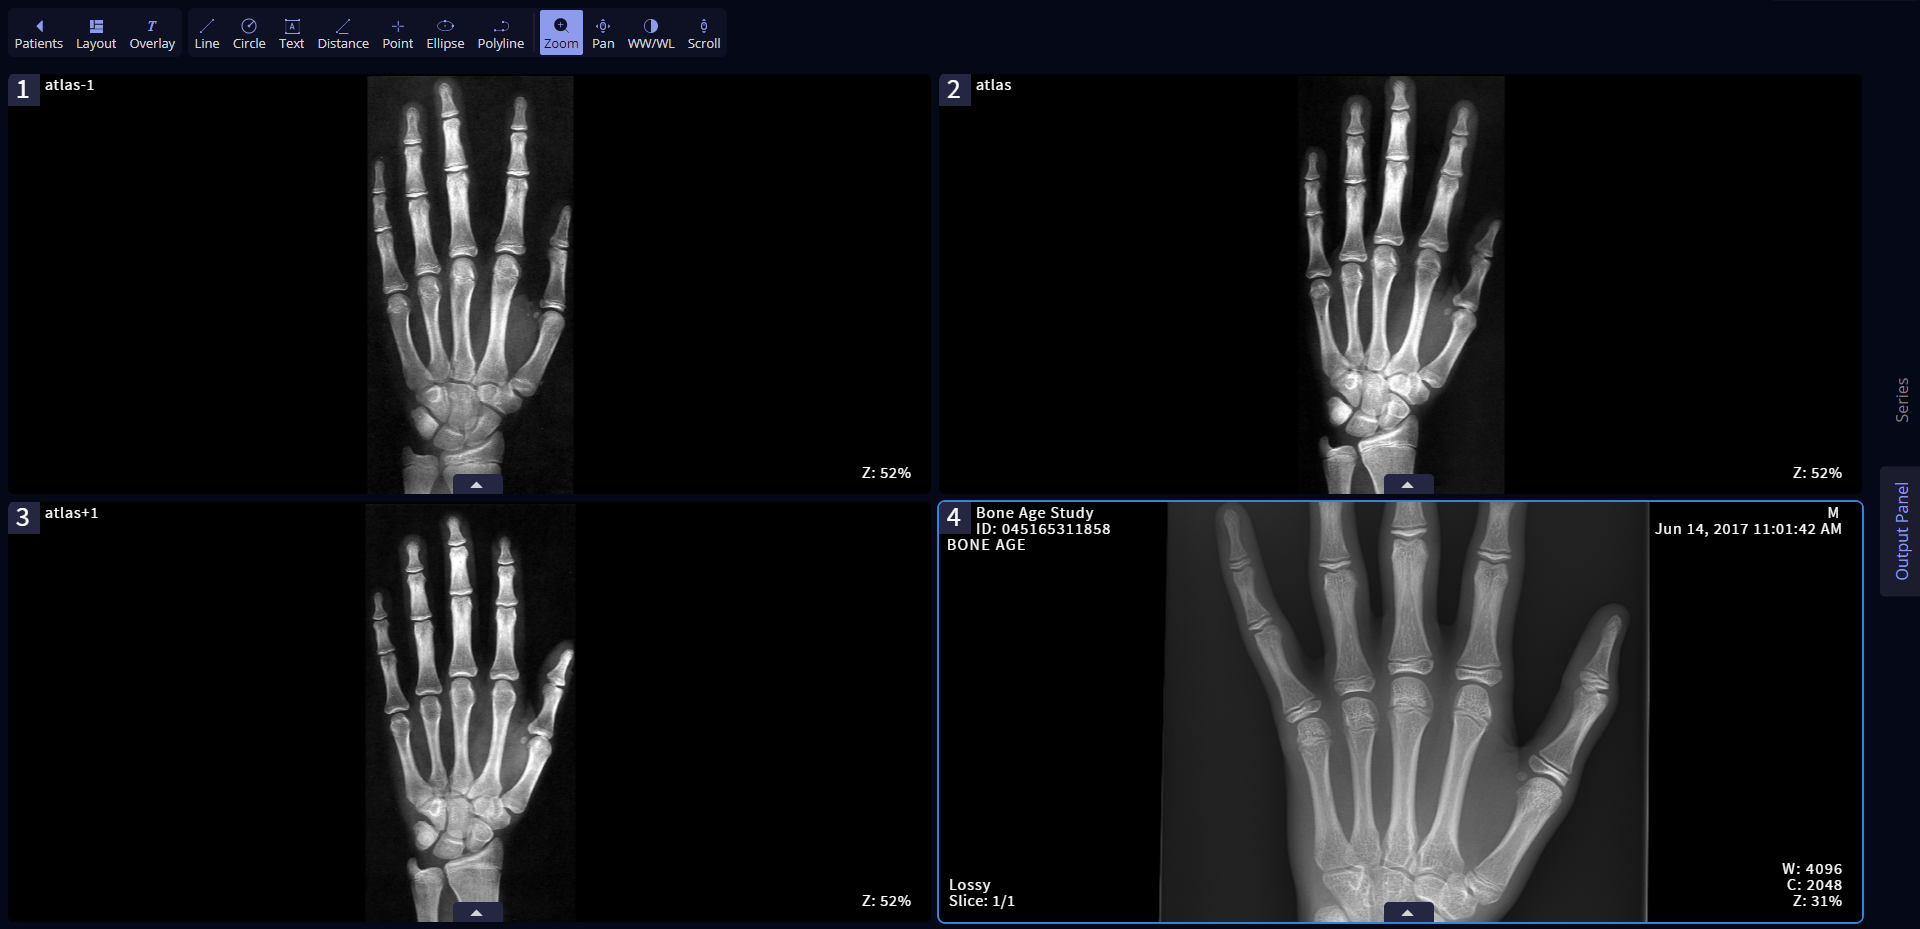 Patients Layout Overlay Line Circle Text Distance Point Ellipse Polyline Zoom Pan WW/WL Scroll
1 atlas-1
Z: 52%
2 atlas
Z: 52%
3 atlas+1
Z: 52%
4 Bone Age Study
ID: 045165311858
BONE AGE
M
Jun 14, 2017 11:01:42 AM
Lossy
Slice: 1/1
W: 4096
C: 2048
Z: 31%
Series
Output Panel